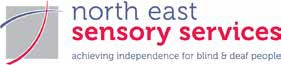 north east
sensory services
achieving independence for blind & deaf people